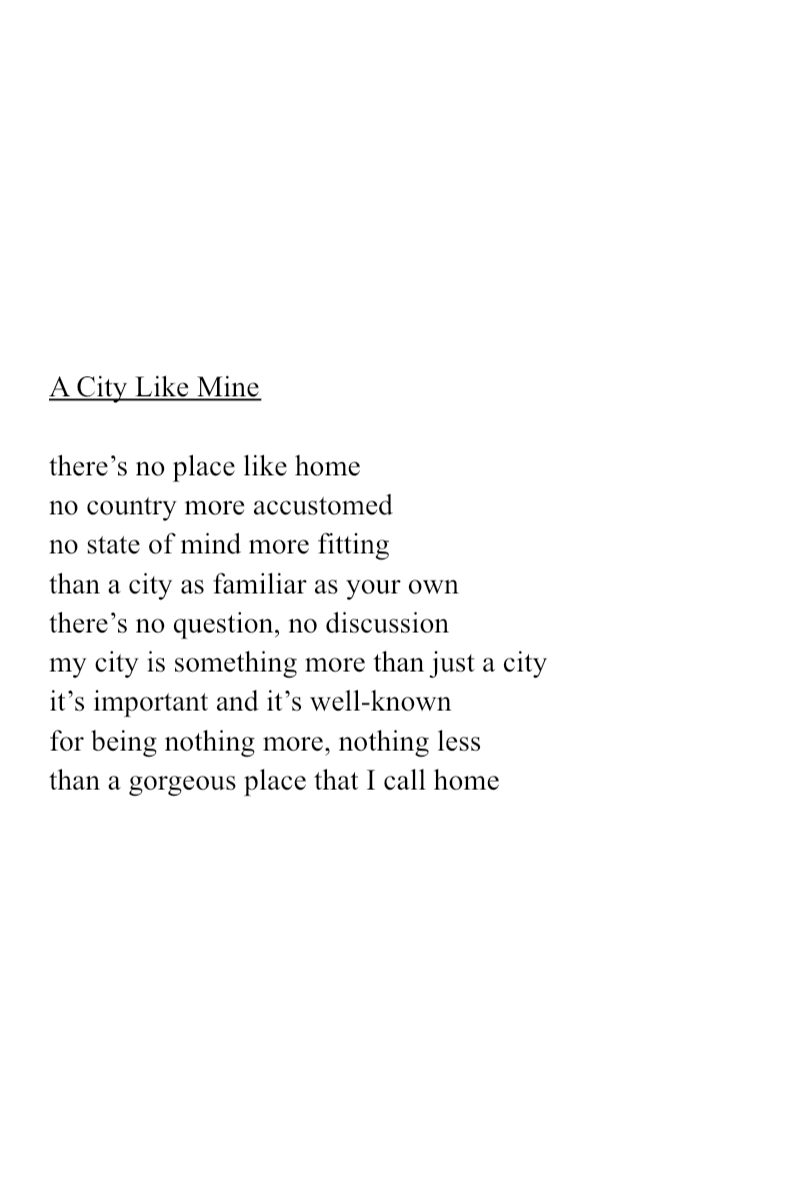 A City Like Mine
there’s no place like home
no country more accustomed
no state of mind more fitting
than a city as familiar as your own
there’s no question, no discussion
my city is something more than just a city
it’s important and it’s well-known
for being nothing more, nothing less
than a gorgeous place that I call home